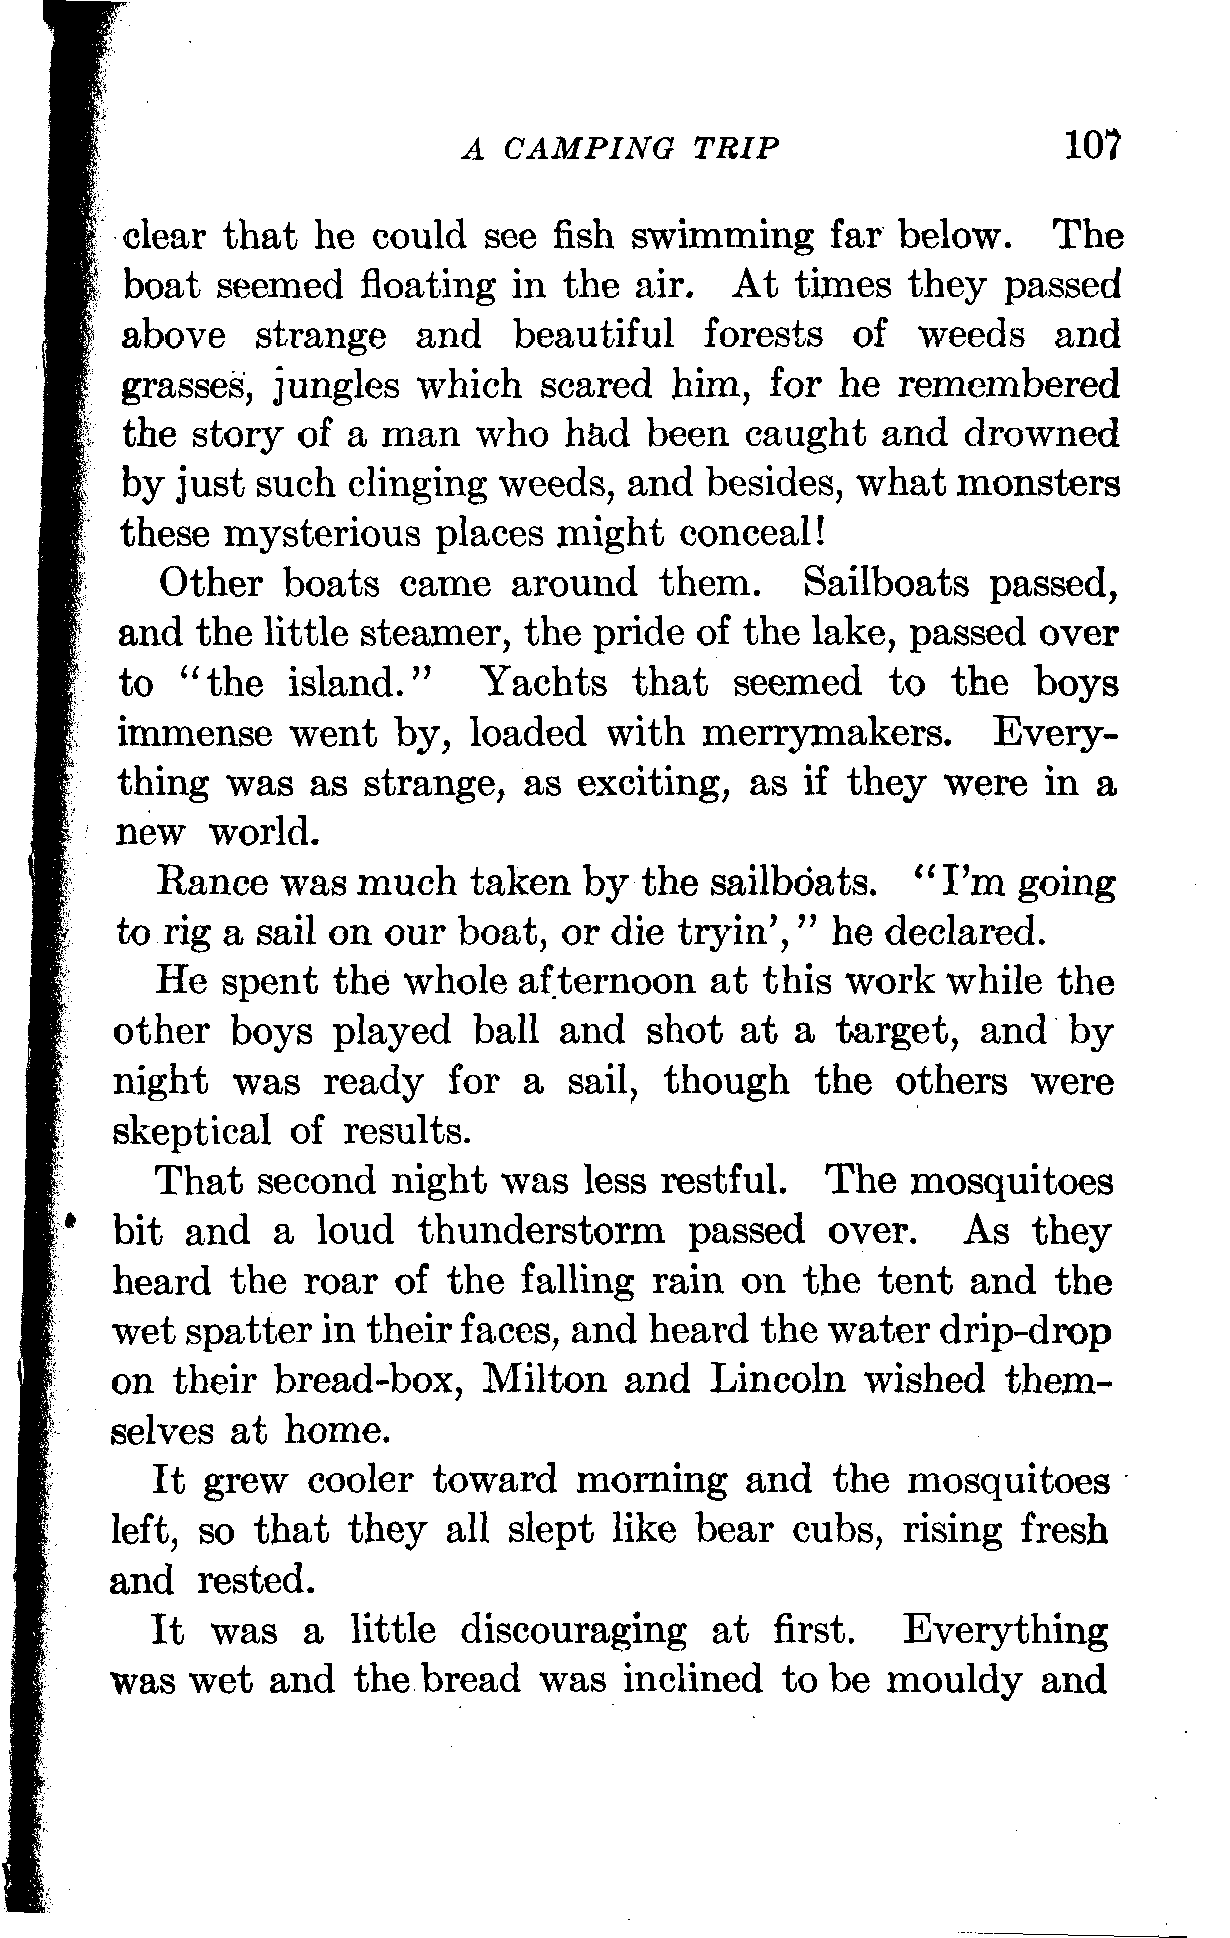 A CAMPING TRIP 107
clear that he could see fish swimming far below. The
boat seemed floating in the air. At times they passed
above strange and beautiful forests of weeds and
grasses, jungles which scared him, for he remembered
the story of a man who had been caught and drowned
by just such clinging weeds, and besides, what monsters
these mysterious places might conceal!
Other boats came around them. Sailboats passed,
and the little steamer, the pride of the lake, passed over
to "the island." Yachts that seemed to the boys
immense went by, loaded with merrymakers. Every-
thing was as strange, as exciting, as if they were in a
new world.
Rance was much taken by the sailboats. "I'm going
to rig a sail on our boat, or die tryin'," he declared.
He spent the whole afternoon at this work while the
other boys played ball and shot at a target, and by
night was ready for a sail, though the others were
skeptical of results.
That second night was less restful. The mosquitoes
bit and a loud thunderstorm passed over. As they
heard the roar of the falling rain on the tent and the
wet spatter in their faces, and heard the water drip-drop
on their bread-box, Milton and Lincoln wished them-
selves at home.
It grew cooler toward morning and the mosquitoes
left, so that they all slept like bear cubs, rising fresh
and rested.
It was a little discouraging at first. Everything
was wet and the bread was inclined to be mouldy and